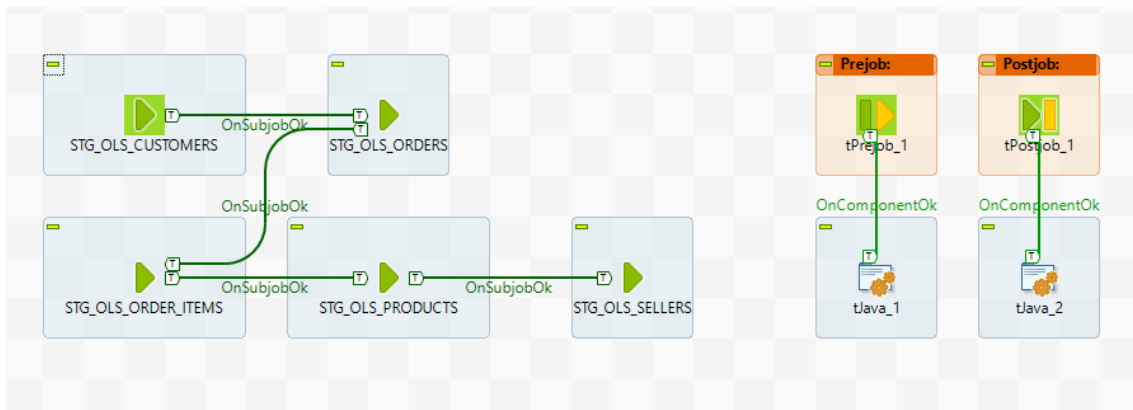 Prejob:
Postjob:
T
T
T
OnSubjobOk
STG_OLS_CUSTOMERS
STG_OLS_ORDERS
T
tPrejob_1
T
tPostjob_1
OnSubjobOk
OnComponentOk
OnComponentOk
T
T
T
T
T
T
T
OnSubjobOk
OnSubjobOk
STG_OLS_ORDER_ITEMS
STG_OLS_PRODUCTS
STG_OLS_SELLERS
tJava_1
tJava_2